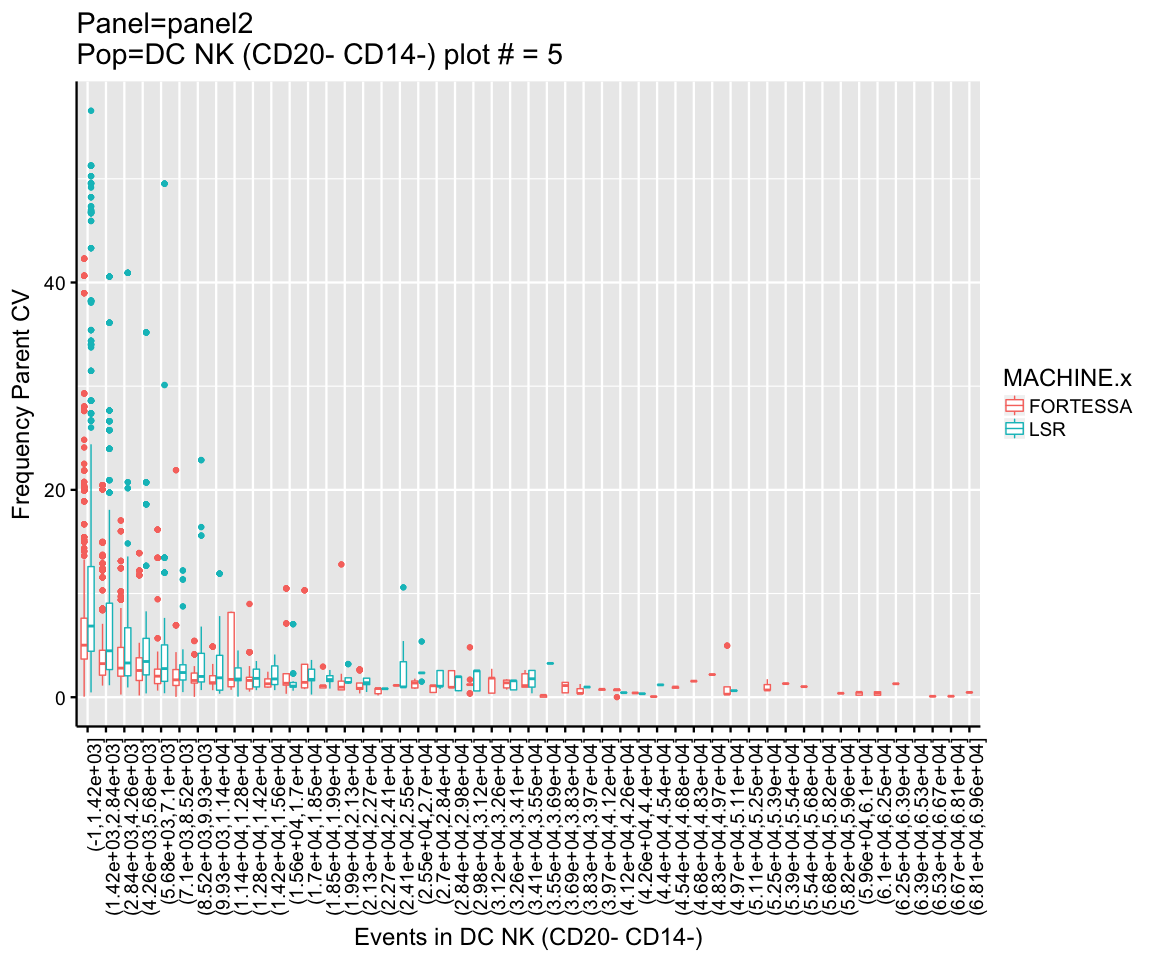 Panel=panel2
Pop=DC NK (CD20- CD14-) plot # = 5
Frequency Parent CV
40
20
0
(-1,1.42e+03]
(1.42e+03,2.84e+03]
(2.84e+03,4.26e+03]
(4.26e+03,5.68e+03]
(5.68e+03,7.1e+03]
(7.1e+03,8.52e+03]
(8.52e+03,9.93e+03]
(9.93e+03,1.14e+04]
(1.14e+04,1.28e+04]
(1.28e+04,1.42e+04]
(1.42e+04,1.56e+04]
(1.56e+04,1.7e+04]
(1.7e+04,1.85e+04]
(1.85e+04,1.99e+04]
(1.99e+04,2.13e+04]
(2.13e+04,2.27e+04]
(2.27e+04,2.41e+04]
(2.41e+04,2.55e+04]
(2.55e+04,2.7e+04]
(2.7e+04,2.84e+04]
(2.84e+04,2.98e+04]
(2.98e+04,3.12e+04]
(3.12e+04,3.26e+04]
(3.26e+04,3.41e+04]
(3.41e+04,3.55e+04]
(3.55e+04,3.69e+04]
(3.69e+04,3.83e+04]
(3.83e+04,3.97e+04]
(3.97e+04,4.12e+04]
(4.12e+04,4.26e+04]
(4.26e+04,4.4e+04]
(4.4e+04,4.54e+04]
(4.54e+04,4.68e+04]
(4.68e+04,4.83e+04]
(4.83e+04,4.97e+04]
(4.97e+04,5.11e+04]
(5.11e+04,5.25e+04]
(5.25e+04,5.39e+04]
(5.39e+04,5.54e+04]
(5.54e+04,5.68e+04]
(5.68e+04,5.82e+04]
(5.82e+04,5.96e+04]
(5.96e+04,6.1e+04]
(6.1e+04,6.25e+04]
(6.25e+04,6.39e+04]
(6.39e+04,6.53e+04]
(6.53e+04,6.67e+04]
(6.67e+04,6.81e+04]
(6.81e+04,6.96e+04]
Events in DC NK (CD20- CD14-)
MACHINE.x
FORTESSA
LSR